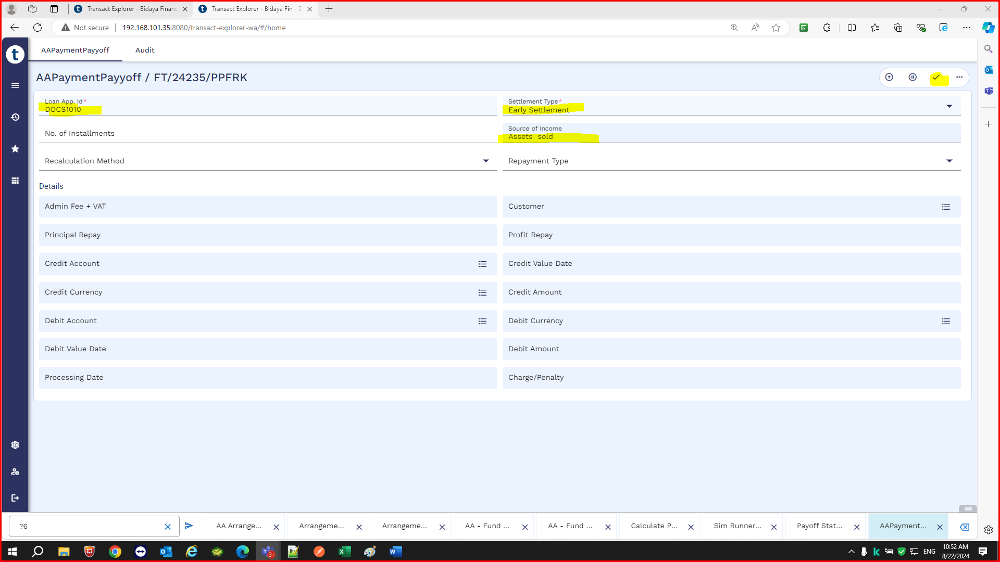 Transact Explorer - Bidaya Financ
Transact Explorer - Bidaya Fin - D
Not secure
192.168.101.35:8080/transact-explorer-wa/#/home
AAPaymentPayyoff
Audit
AAPaymentPayyoff / FT/24235/PPFRK
Loan App. Id*
DOCS1010
Settlement Type*
Early Settlement
No. of Installments
Source of Income
Assets sold
Recalculation Method
Repayment Type
Details
Admin Fee + VAT
Customer
Principal Repay
Profit Repay
Credit Account
Credit Value Date
Credit Currency
Credit Amount
Debit Account
Debit Currency
Debit Value Date
Debit Amount
Processing Date
Charge/Penalty
?6
AA Arrange...
Arrangeme...
Arrangeme...
AA - Fund ...
AA - Fund ...
Calculate P...
Sim Runner...
Payoff Stat...
AAPayment...
9+
ENG
10:52 AM
8/22/2024